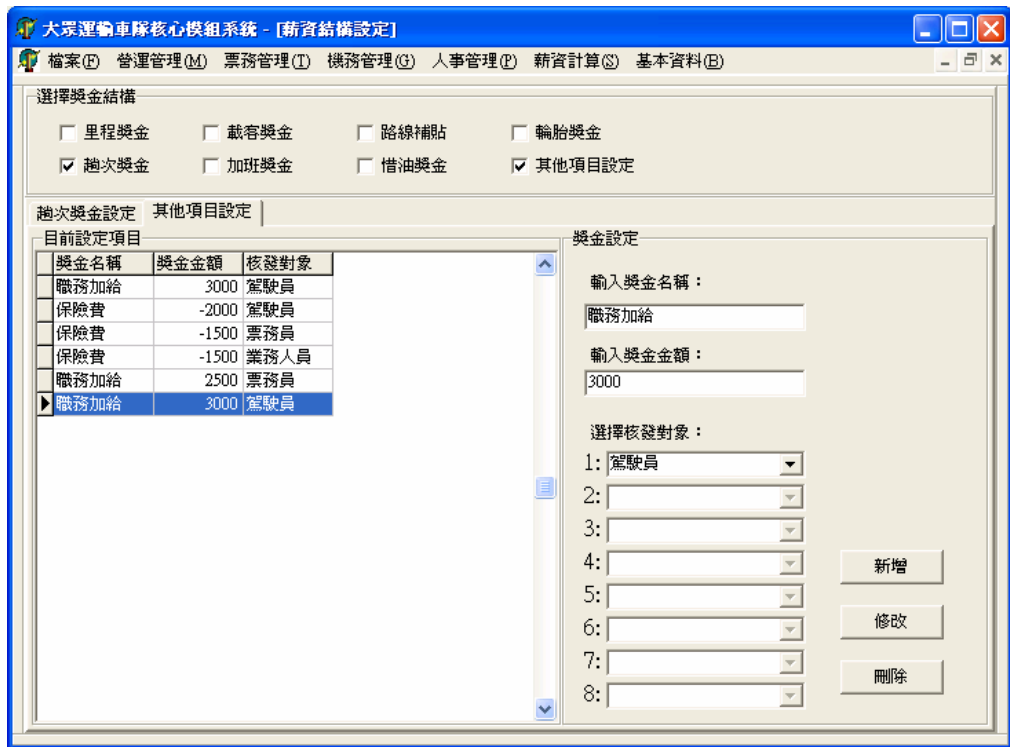 大眾運輸車隊核心模組系統 - [薪資結構設定]
檔案(F) 營運管理(M) 票務管理(T) 機務管理(G) 人事管理(P) 薪資計算(S) 基本資料(B)
選擇獎金結構
里程獎金 載客獎金 路線補貼 輪胎獎金
趟次獎金 加班獎金 惜油獎金 其他項目設定
趟次獎金設定 其他項目設定
目前設定項目
獎金名稱 獎金金額 核發對象
職務加給 3000 駕駛員
保險費 -2000 駕駛員
保險費 -1500 票務員
保險費 -1500 業務人員
職務加給 2500 票務員
職務加給 3000 駕駛員
獎金設定
輸入獎金名稱：
職務加給
輸入獎金金額：
3000
選擇核發對象：
1: 駕駛員
2:
3:
4:
5:
6:
7:
8:
新增
修改
刪除